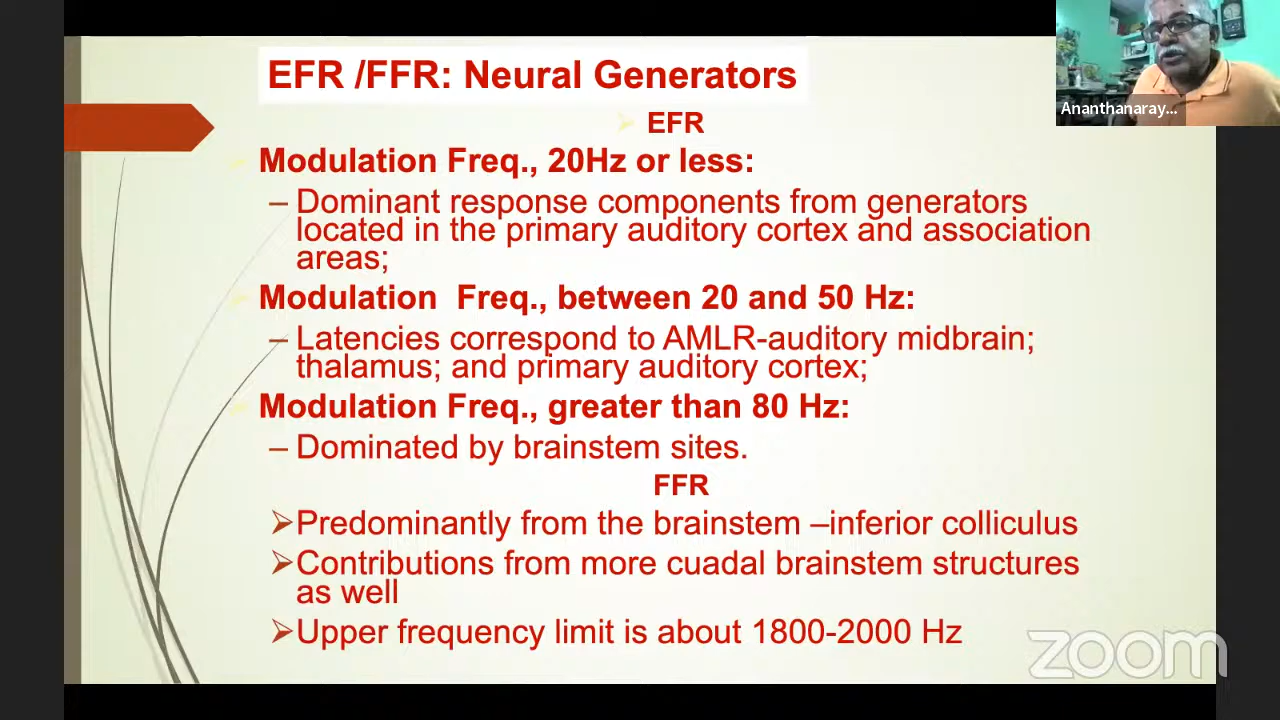 EFR /FFR: Neural Generators
Ananthanaray...
EFR
Modulation Freq., 20Hz or less:
– Dominant response components from generators
located in the primary auditory cortex and association
areas;
Modulation Freq., between 20 and 50 Hz:
– Latencies correspond to AMLR-auditory midbrain;
thalamus; and primary auditory cortex;
Modulation Freq., greater than 80 Hz:
– Dominated by brainstem sites.
FFR
➢Predominantly from the brainstem –inferior colliculus
➢Contributions from more cuadal brainstem structures
as well
➢Upper frequency limit is about 1800-2000 Hz
zoom